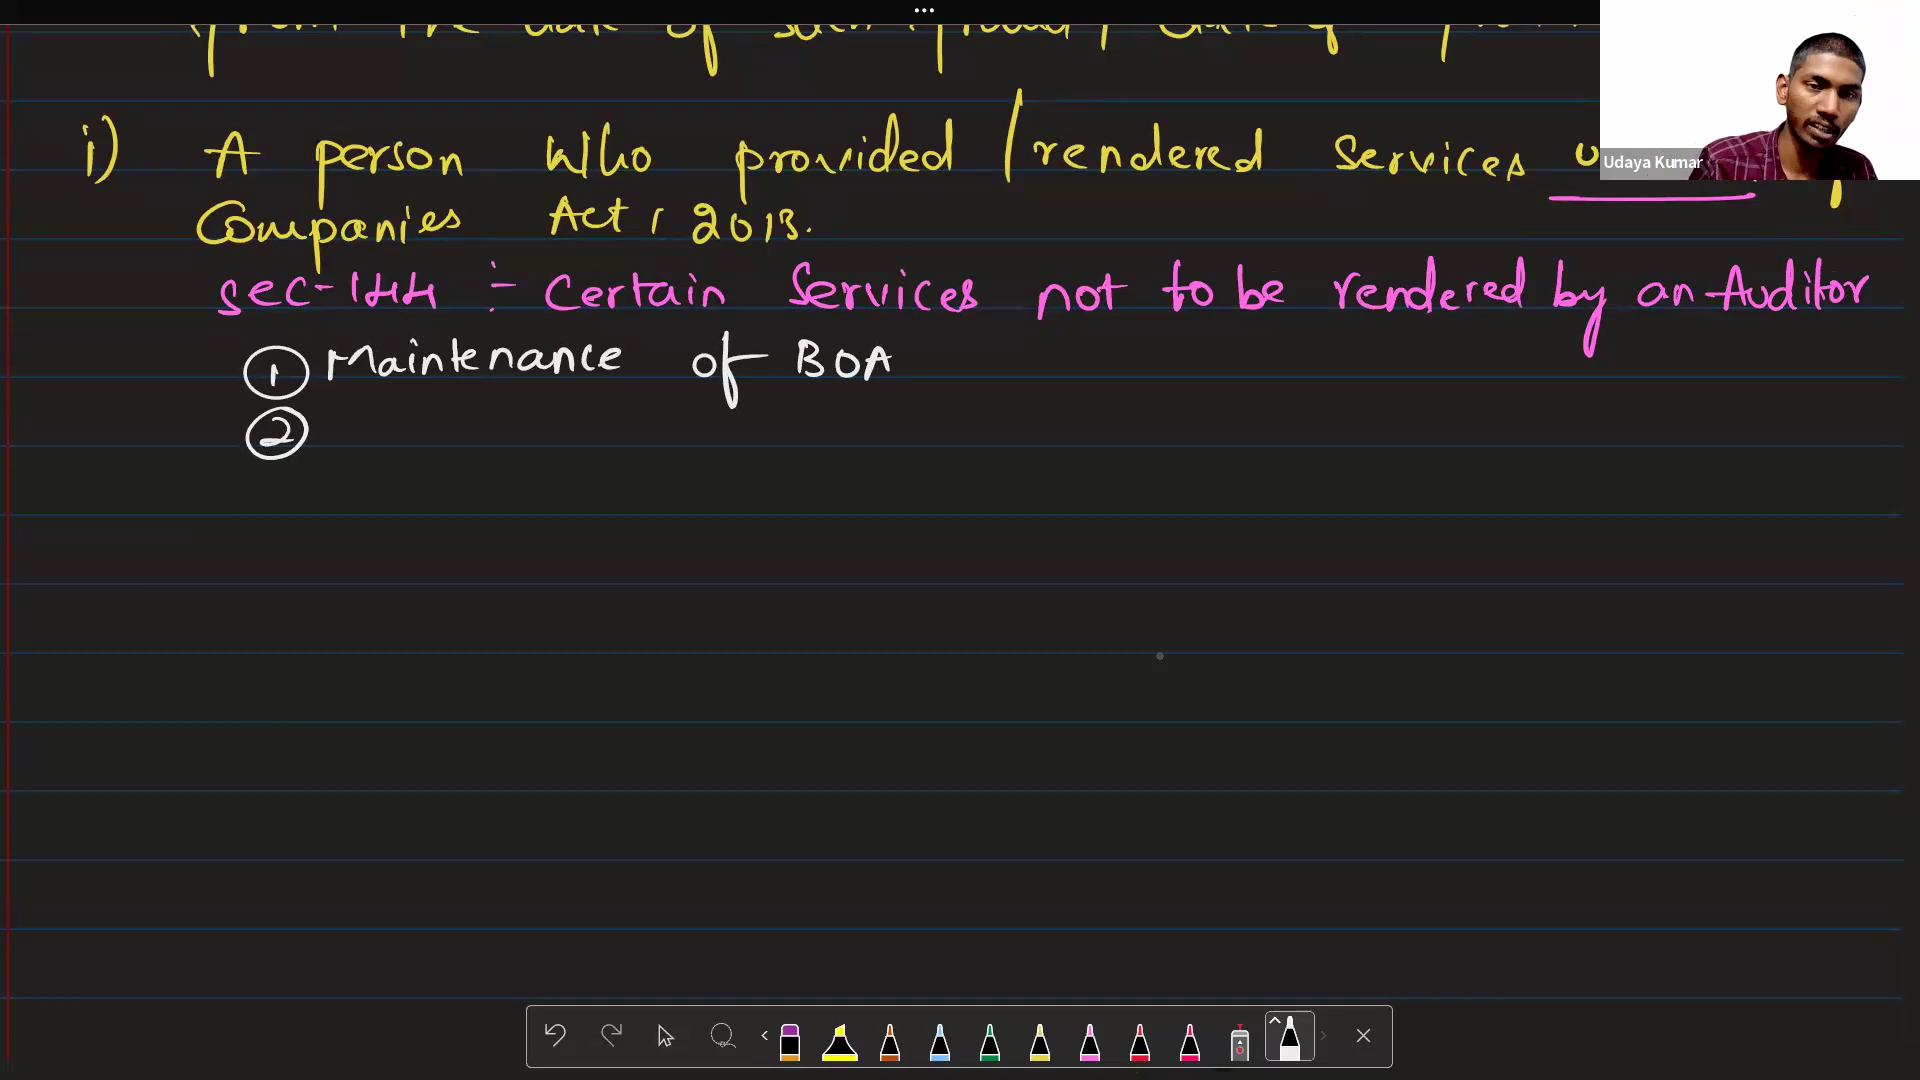 i) A person who provided / rendered services
Udaya Kumar
Companies Act, 2013.
Sec-144 :- Certain Services not to be rendered by an Auditor
① Maintenance of BOA
②